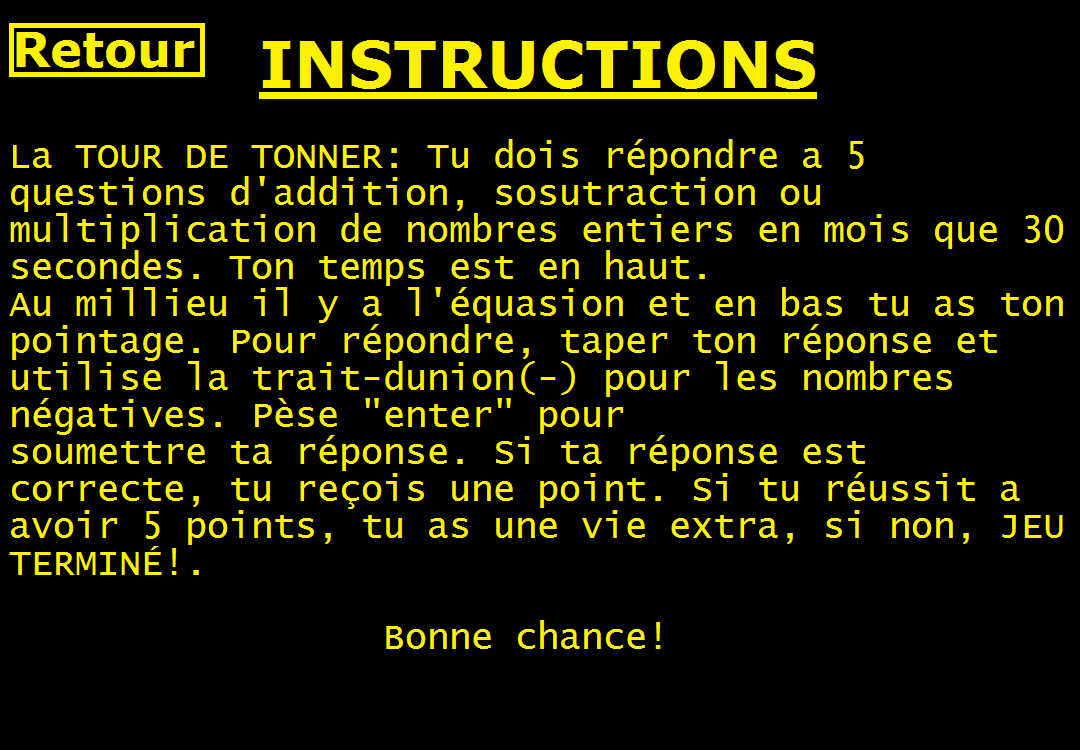 Retour
INSTRUCTIONS
La TOUR DE TONNER: Tu dois répondre a 5
questions d'addition, sosutraction ou
multiplication de nombres entiers en mois que 30
secondes. Ton temps est en haut.
Au millieu il y a l'équasion et en bas tu as ton
pointage. Pour répondre, taper ton réponse et
utilise la trait-dunion(-) pour les nombres
négatives. Pèse "enter" pour
soumettre ta réponse. Si ta réponse est
correcte, tu reçois une point. Si tu réussit a
avoir 5 points, tu as une vie extra, si non, JEU
TERMINÉ!.
Bonne chance!